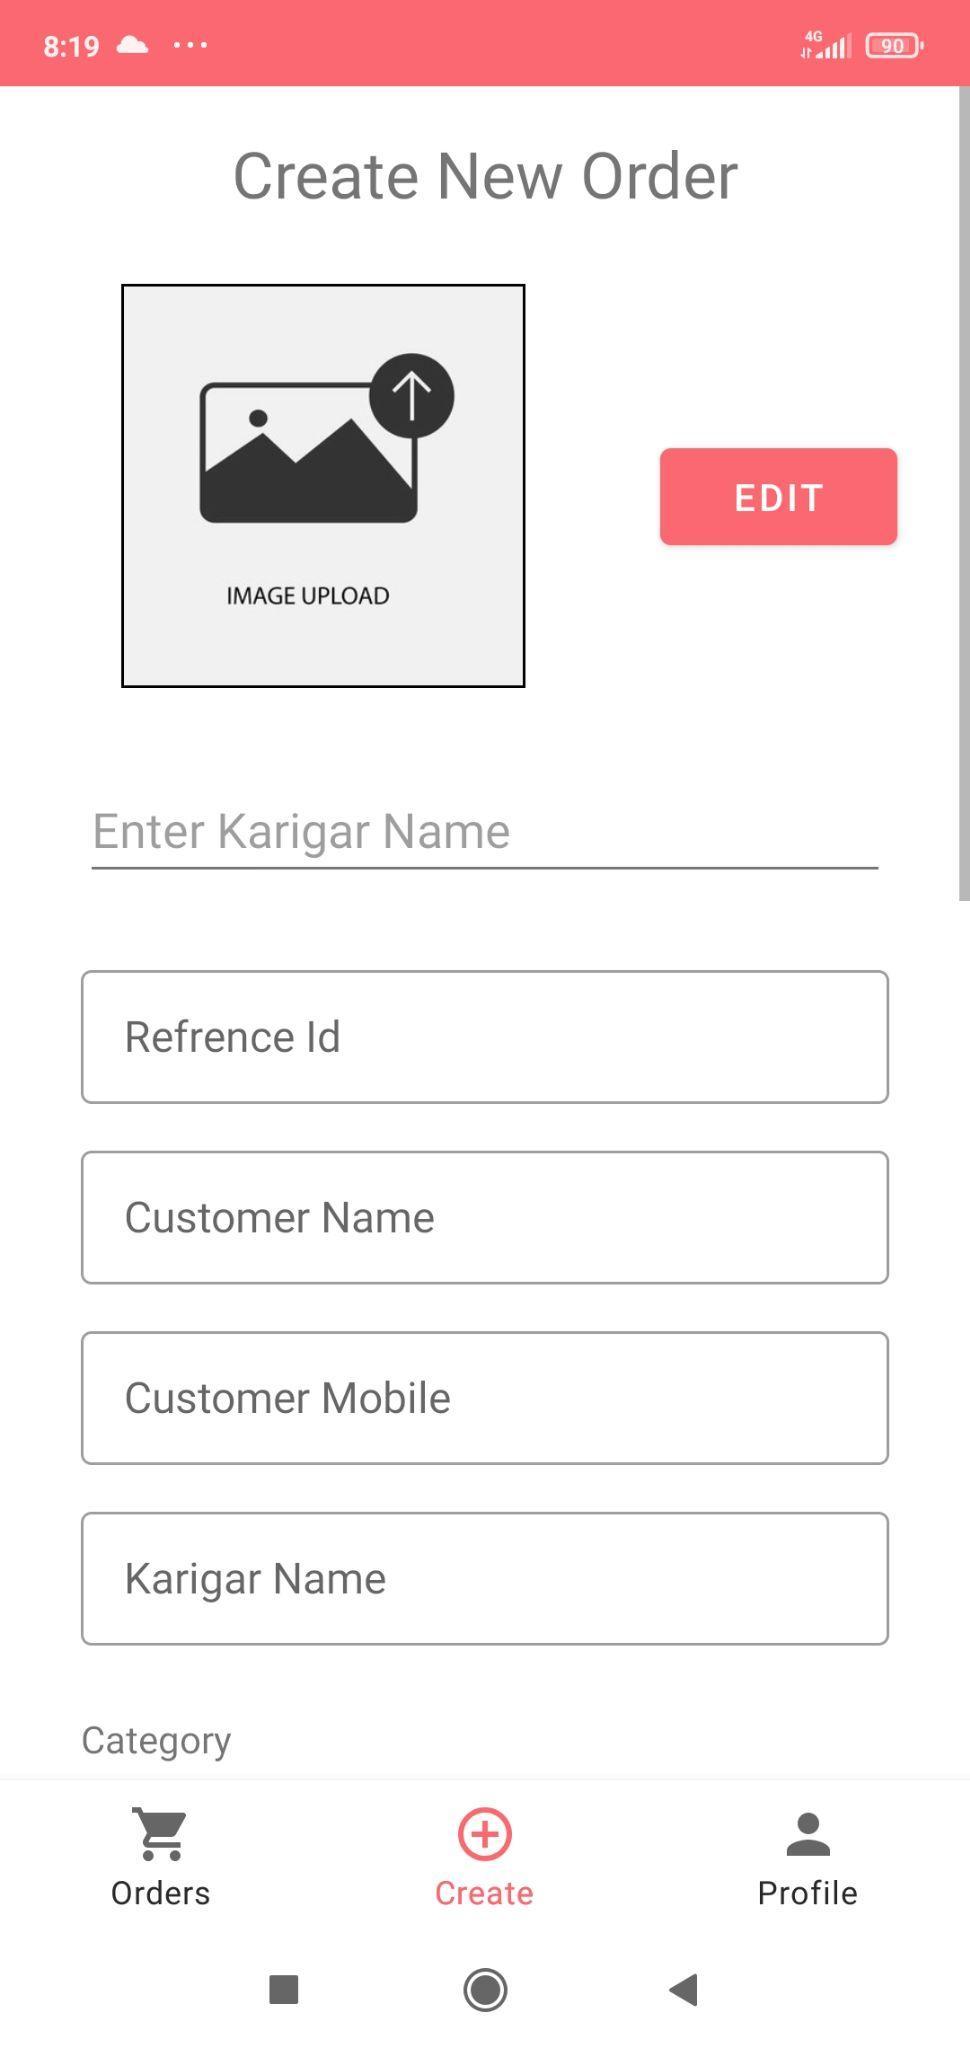 8:19
4G
90
Create New Order
IMAGE UPLOAD
EDIT
Enter Karigar Name
Refrence Id
Customer Name
Customer Mobile
Karigar Name
Category
Orders
Create
Profile